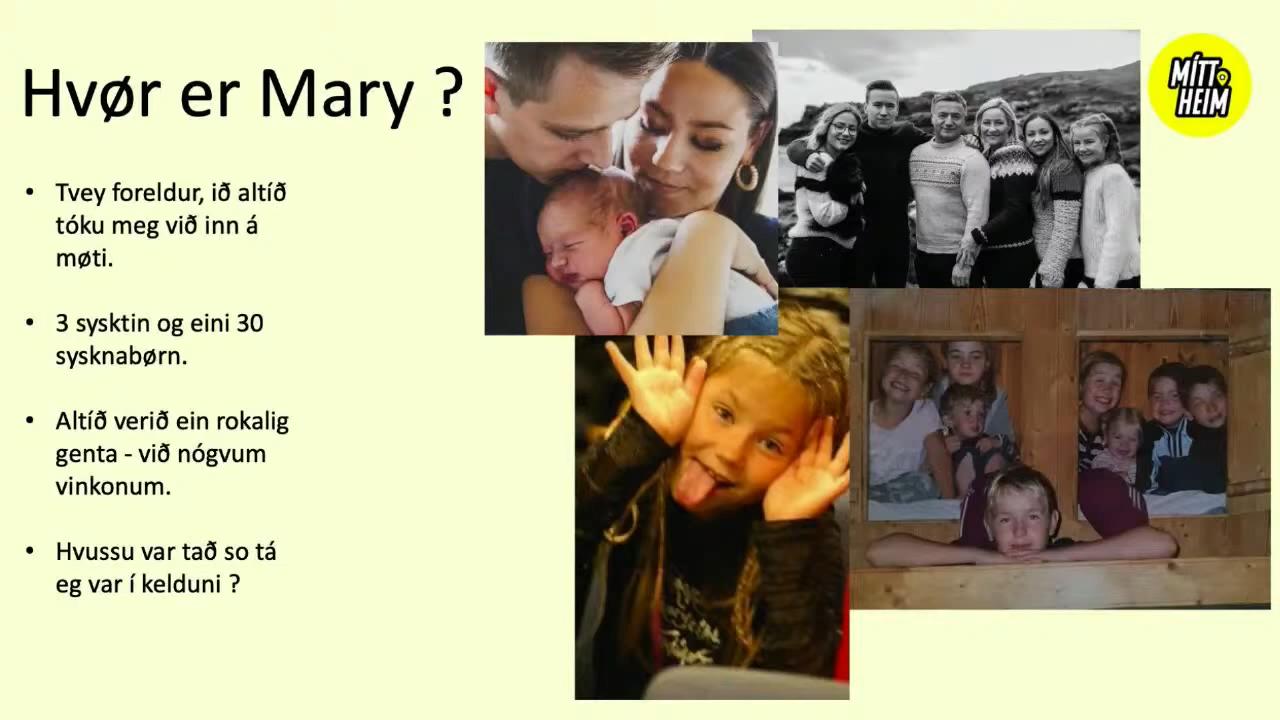 Hvør er Mary ?
MÍTT
HEIM
• Tvey foreldur, ið altíð
tóku meg við inn á
møti.
• 3 sysktin og eini 30
sysknabørn.
• Altíð verið ein rokalig
genta - við nógvum
vinkonum.
• Hvussu var tað so tá
eg var í kelduni ?